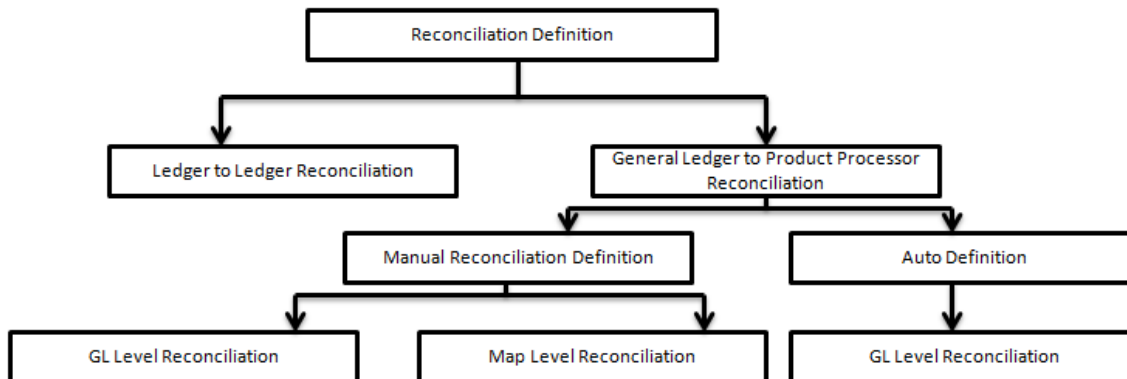 Reconciliation Definition
Ledger to Ledger Reconciliation
General Ledger to Product Processor
Reconciliation
Manual Reconciliation Definition
Auto Definition
GL Level Reconciliation
Map Level Reconciliation
GL Level Reconciliation